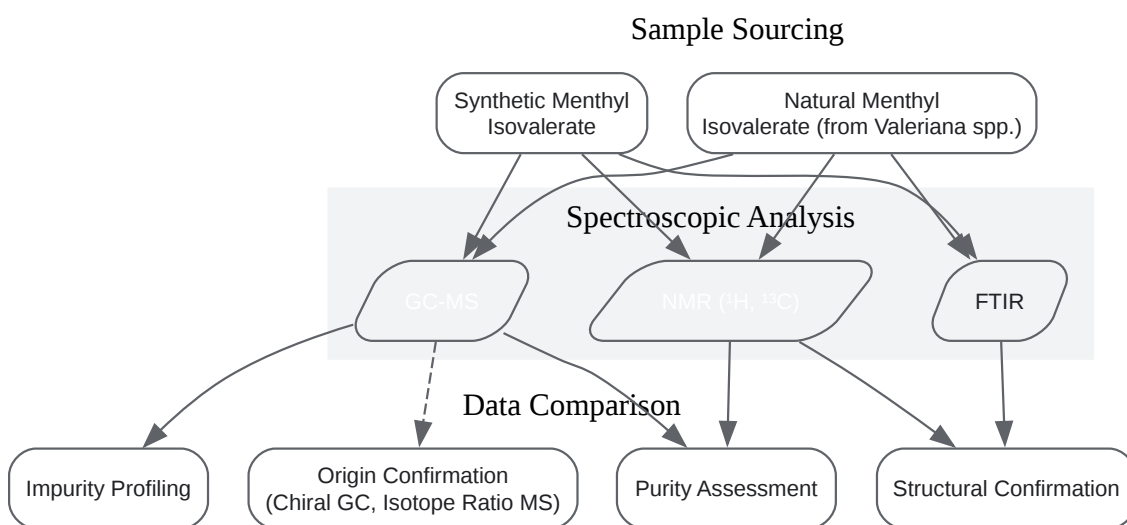 Sample Sourcing
Synthetic Menthyl
Isovalerate
Natural Menthyl
Isovalerate (from Valeriana spp.)
Spectroscopic Analysis
GC-MS
NMR (¹H, ¹³C)
FTIR
Data Comparison
Impurity Profiling
Origin Confirmation
(Chiral GC, Isotope Ratio MS)
Purity Assessment
Structural Confirmation